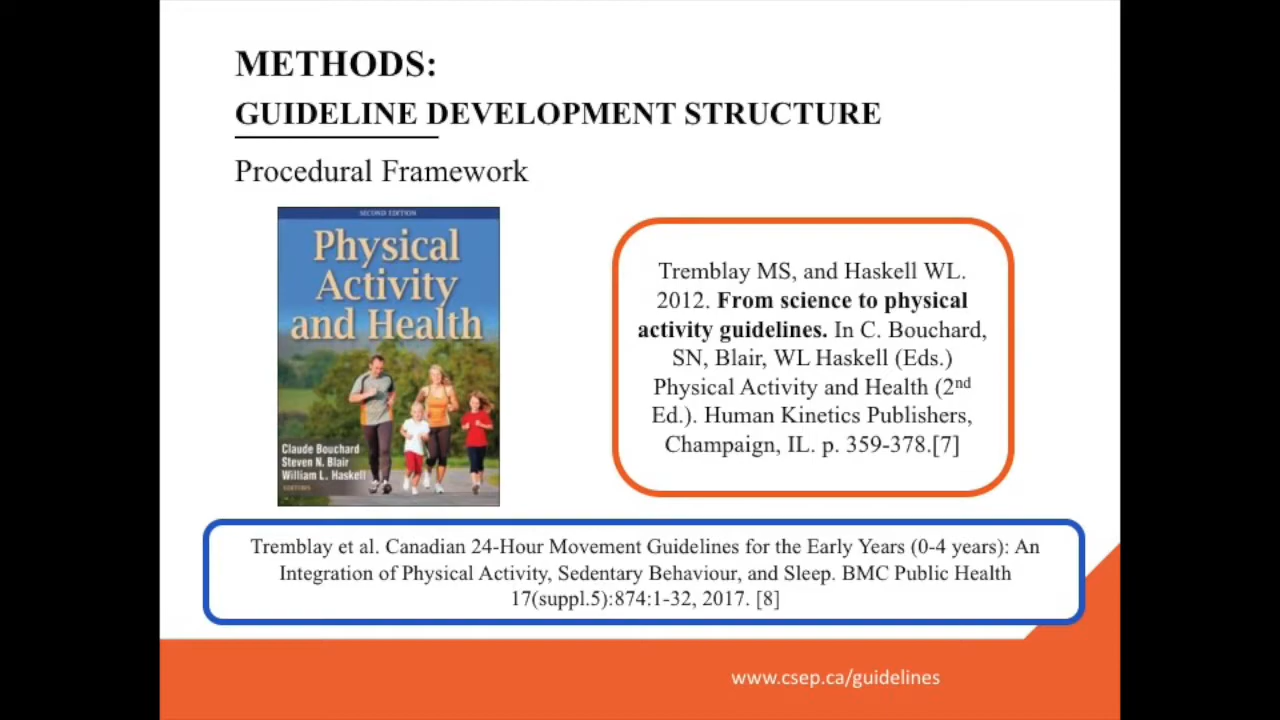 METHODS:
GUIDELINE DEVELOPMENT STRUCTURE
Procedural Framework
SECOND EDITION
Physical
Activity
and Health
Claude Bouchard
Steven N. Blair
William L. Haskell
EDITORS
Tremblay MS, and Haskell WL.
2012. From science to physical
activity guidelines. In C. Bouchard,
SN, Blair, WL Haskell (Eds.)
Physical Activity and Health (2nd
Ed.). Human Kinetics Publishers,
Champaign, IL. p. 359-378.[7]
Tremblay et al. Canadian 24-Hour Movement Guidelines for the Early Years (0-4 years): An
Integration of Physical Activity, Sedentary Behaviour, and Sleep. BMC Public Health
17(suppl.5):874:1-32, 2017. [8]
www.csep.ca/guidelines